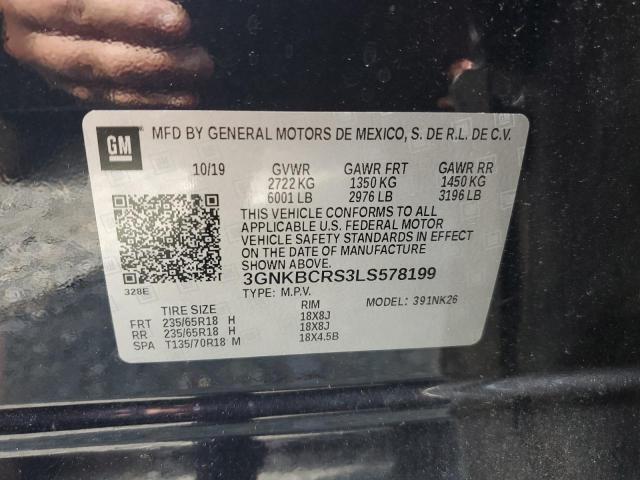 GM
MFD BY GENERAL MOTORS DE MEXICO, S. DE R.L. DE C.V.
10/19 GVWR GAWR FRT GAWR RR
2722 KG 1350 KG 1450 KG
6001 LB 2976 LB 3196 LB
THIS VEHICLE CONFORMS TO ALL
APPLICABLE U.S. FEDERAL MOTOR
VEHICLE SAFETY STANDARDS IN EFFECT
ON THE DATE OF MANUFACTURE
SHOWN ABOVE.
3GNKBCRS3LS578199
328E
TYPE: M.P.V. MODEL: 391NK26
TIRE SIZE RIM
FRT 235/65R18 H 18X8J
RR 235/65R18 H 18X8J
SPA T135/70R18 M 18X4.5B